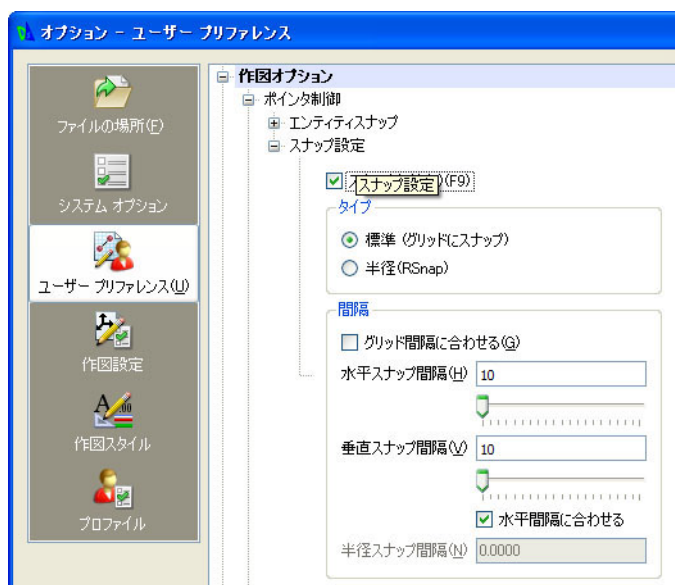 オプション - ユーザー プリファレンス
ファイルの場所(F)
システム オプション
ユーザー プリファレンス(U)
作図設定
作図スタイル
プロファイル
作図オプション
ポインタ制御
エンティティスナップ
スナップ設定
スナップ設定 (F9)
タイプ
標準 (グリッドにスナップ)
半径(RSnap)
間隔
グリッド間隔に合わせる(G)
水平スナップ間隔(H) 10
垂直スナップ間隔(V) 10
水平間隔に合わせる
半径スナップ間隔(N) 0.0000